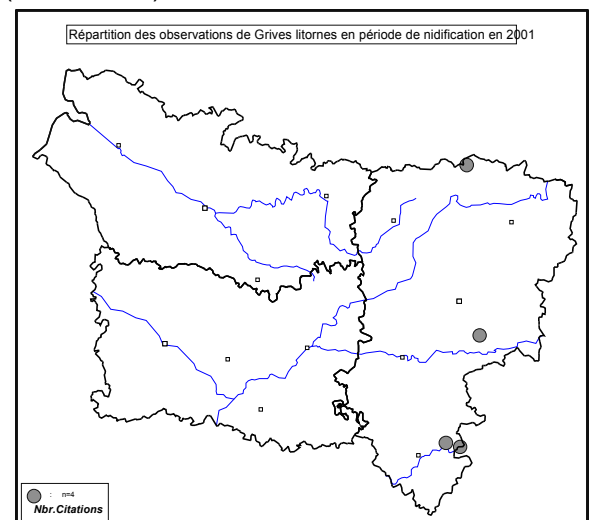 Répartition des observations de Grives litornes en période de nidification en 2001
: n=4
Nbr.Citations